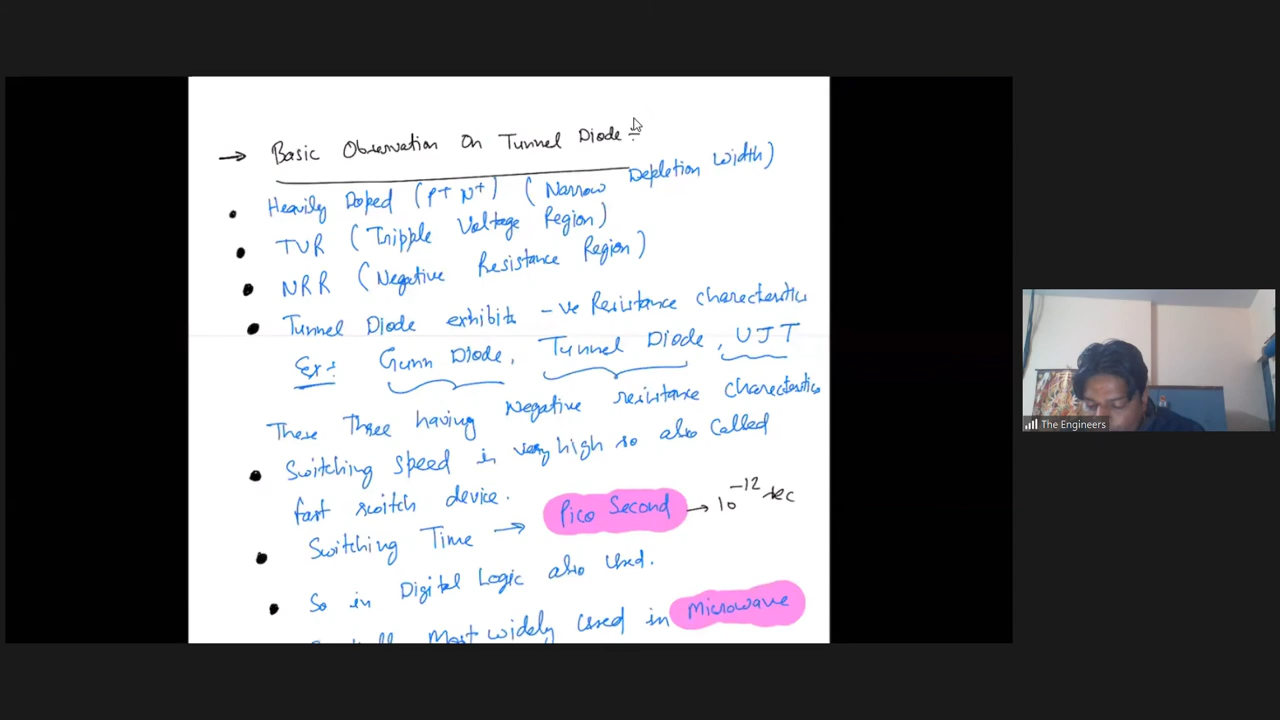 → Basic Observation On Tunnel Diode:-
• Heavily Doped (P+ N+) (Narrow Depletion Width)
• TVR (Tripple Voltage Region)
• NRR (Negative Resistance Region)
• Tunnel Diode exhibits -ve Resistance charecteristics
Ex:- Gunn Diode, Tunnel Diode, UJT
These Three having Negative resistance charecteristics
• Switching speed is very high so also Called
fast switch device.
• Switching Time → Pico Second → 10⁻¹² sec
• So in Digital Logic also Used.
Most widely used in Microwave
The Engineers